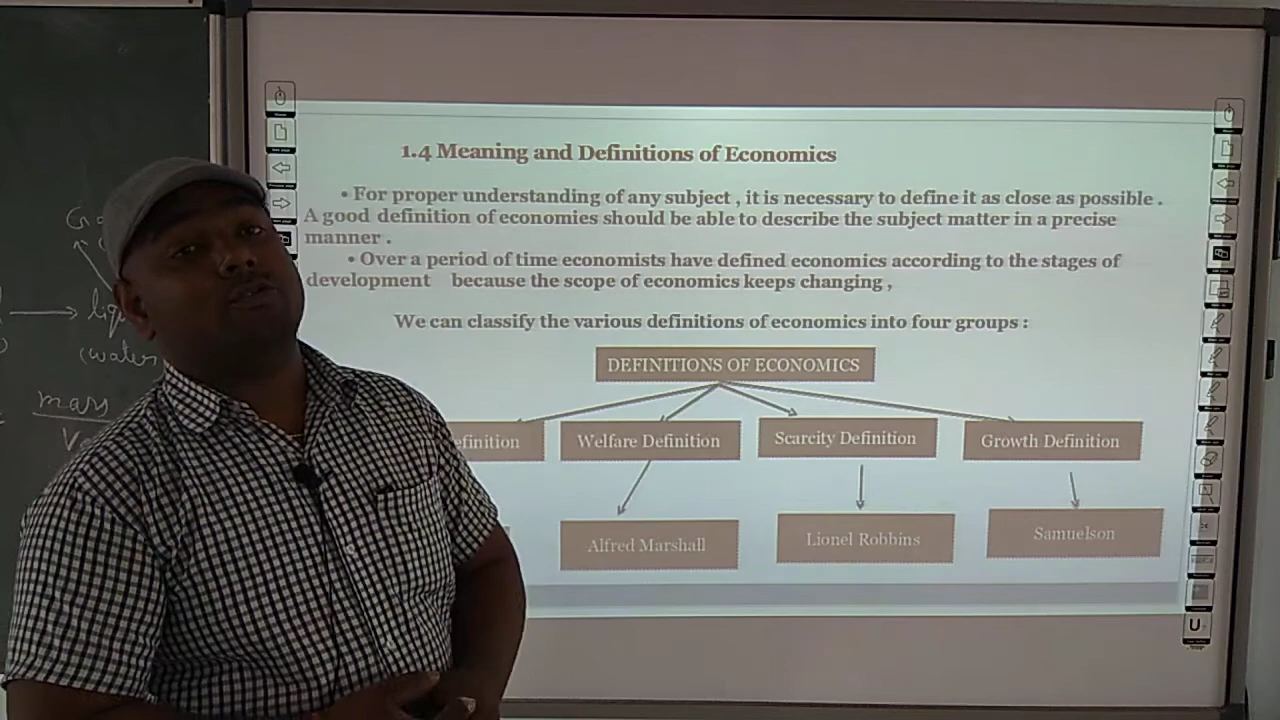 1.4 Meaning and Definitions of Economics
• For proper understanding of any subject , it is necessary to define it as close as possible .
A good definition of economies should be able to describe the subject matter in a precise
manner .
• Over a period of time economists have defined economics according to the stages of
development because the scope of economics keeps changing ,
We can classify the various definitions of economics into four groups :
DEFINITIONS OF ECONOMICS
efinition
Welfare Definition
Scarcity Definition
Growth Definition
Alfred Marshall
Lionel Robbins
Samuelson
(water
mass
U